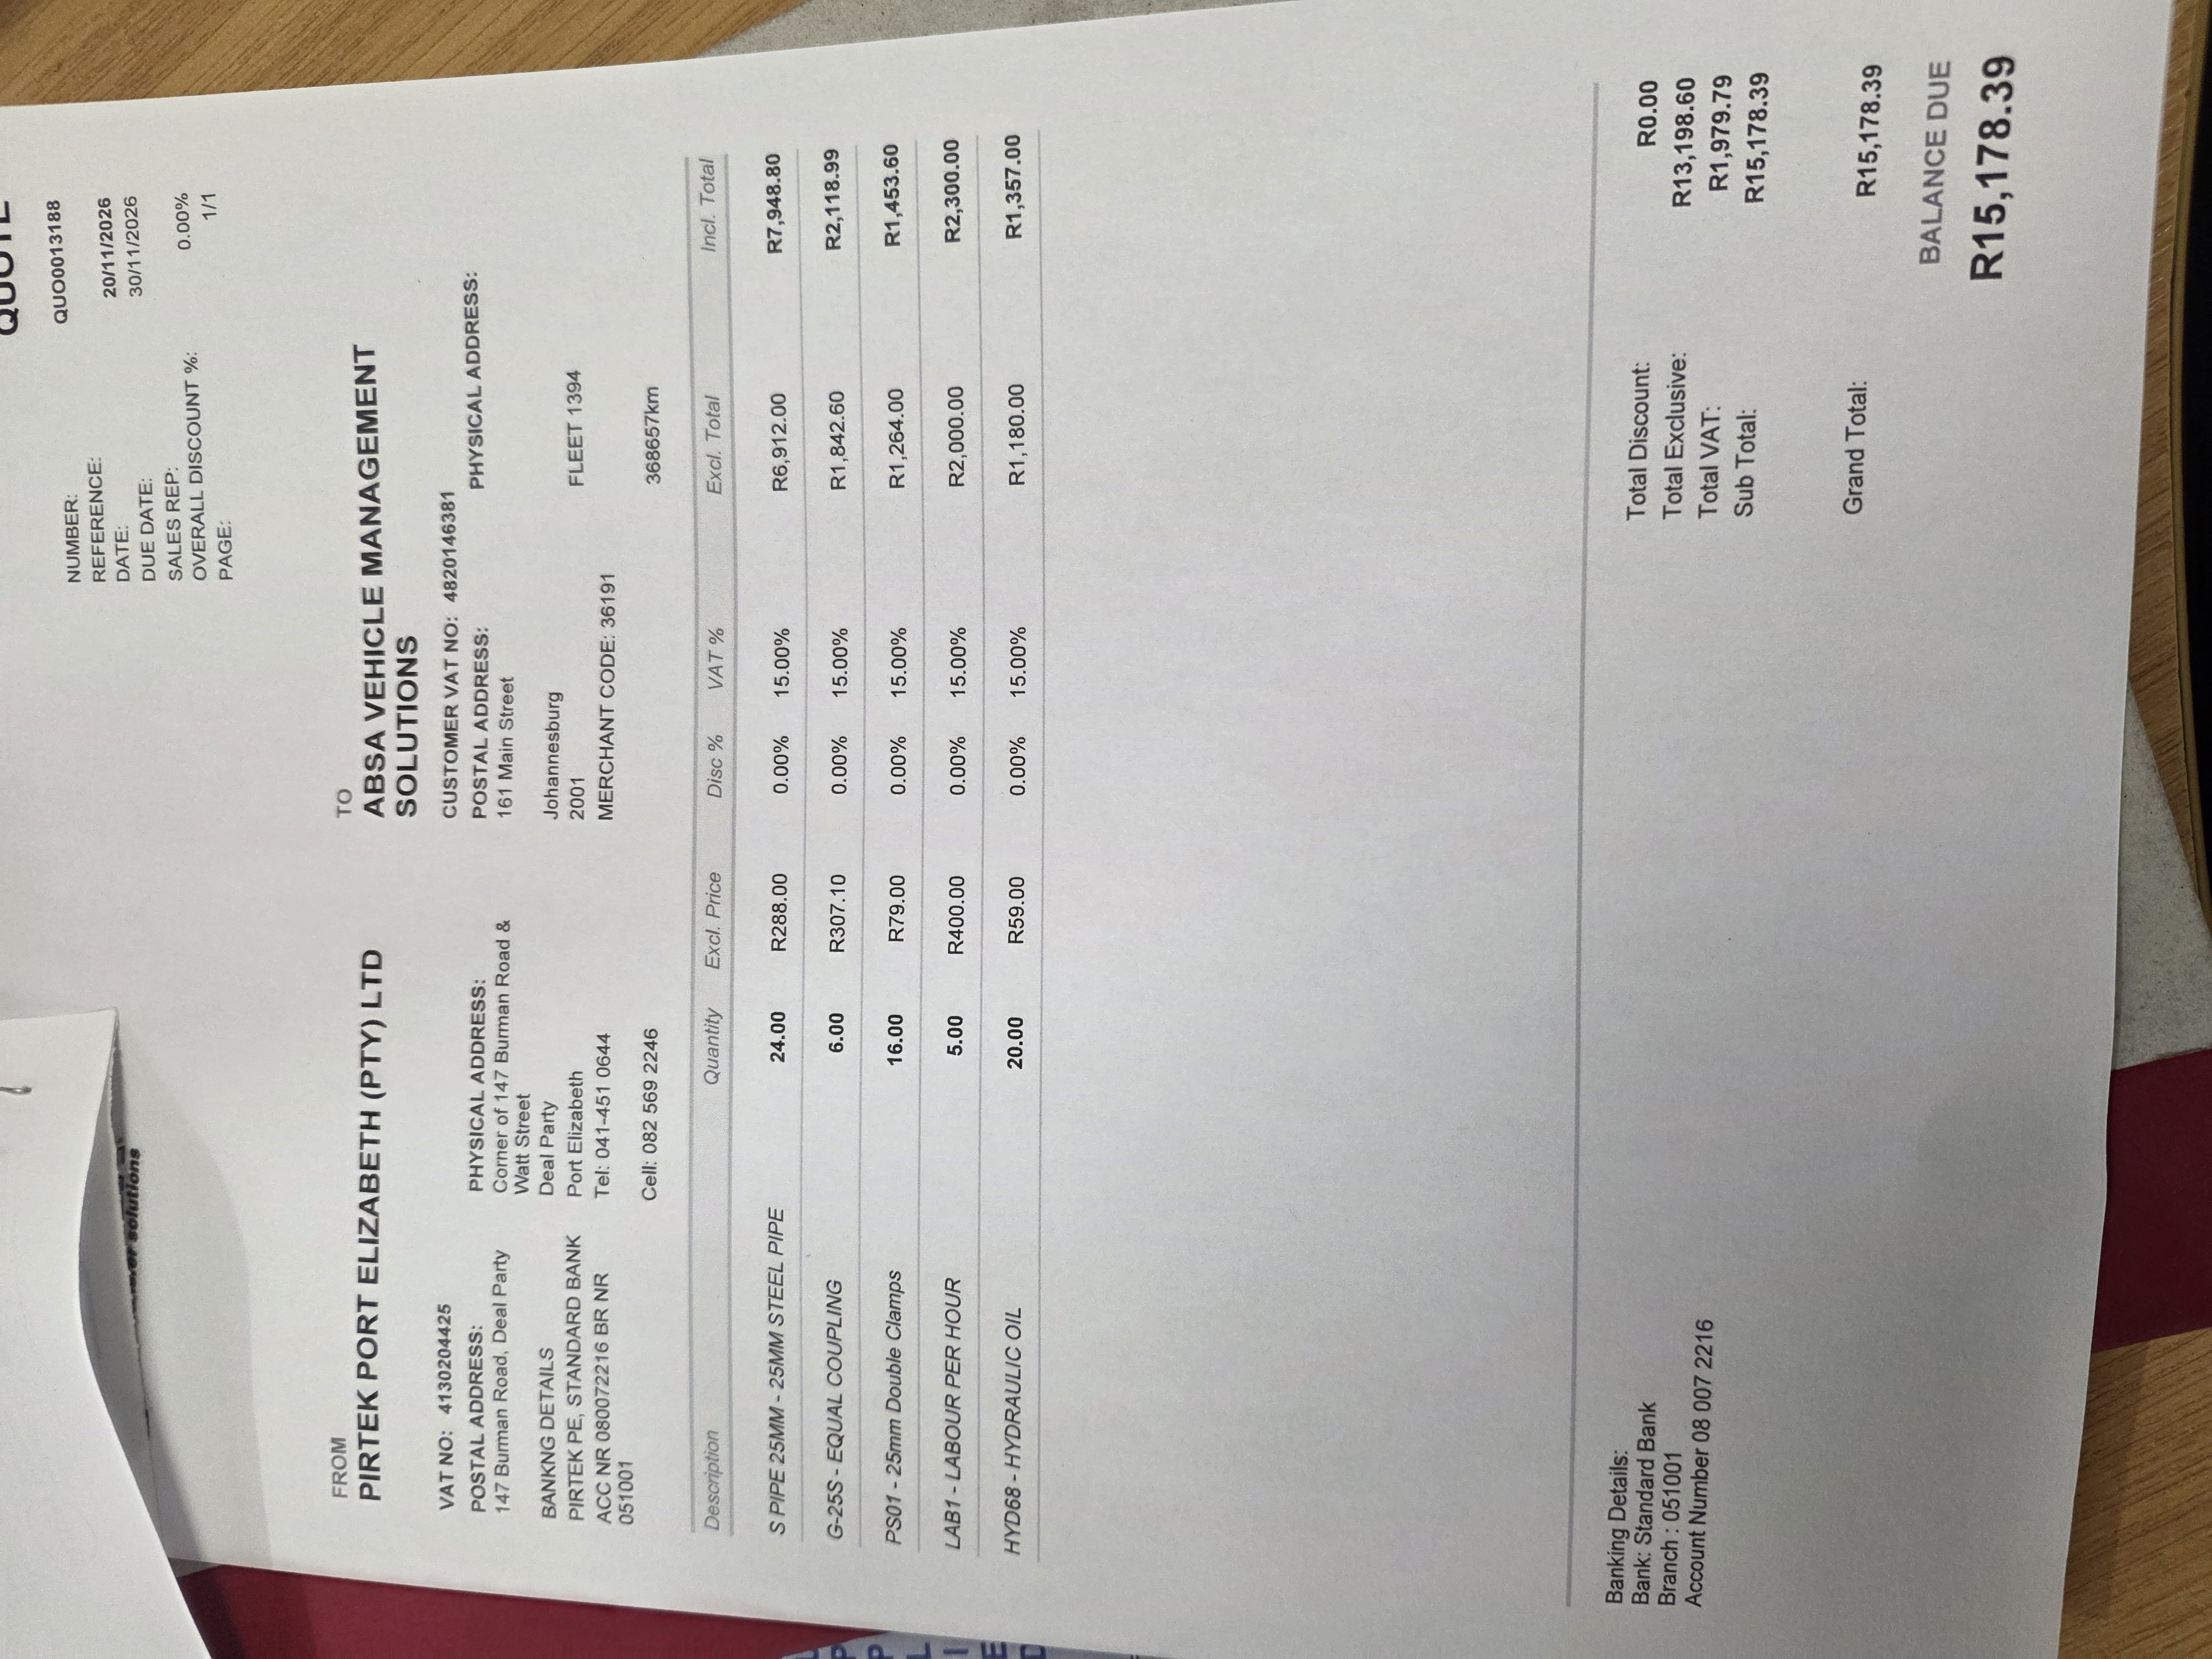 QUOTE
NUMBER: QUO0013188
REFERENCE:
DATE: 20/11/2026
DUE DATE: 30/11/2026
SALES REP:
OVERALL DISCOUNT %: 0.00%
PAGE: 1/1
solutions
FROM
PIRTEK PORT ELIZABETH (PTY) LTD
VAT NO: 4130204425
POSTAL ADDRESS:
147 Burman Road, Deal Party
BANKNG DETAILS
PIRTEK PE, STANDARD BANK
ACC NR 080072216 BR NR
051001
PHYSICAL ADDRESS:
Corner of 147 Burman Road &
Watt Street
Deal Party
Port Elizabeth
Tel: 041-451 0644
Cell: 082 569 2246
TO
ABSA VEHICLE MANAGEMENT
SOLUTIONS
CUSTOMER VAT NO: 4820146381
POSTAL ADDRESS:
161 Main Street
Johannesburg
2001
MERCHANT CODE: 36191
PHYSICAL ADDRESS:
FLEET 1394
368657km
Description Quantity Excl. Price Disc % VAT % Excl. Total Incl. Total
S PIPE 25MM - 25MM STEEL PIPE 24.00 R288.00 0.00% 15.00% R6,912.00 R7,948.80
G-25S - EQUAL COUPLING 6.00 R307.10 0.00% 15.00% R1,842.60 R2,118.99
PS01 - 25mm Double Clamps 16.00 R79.00 0.00% 15.00% R1,264.00 R1,453.60
LAB1 - LABOUR PER HOUR 5.00 R400.00 0.00% 15.00% R2,000.00 R2,300.00
HYD68 - HYDRAULIC OIL 20.00 R59.00 0.00% 15.00% R1,180.00 R1,357.00
Banking Details:
Bank: Standard Bank
Branch : 051001
Account Number 08 007 2216
Total Discount: R0.00
Total Exclusive: R13,198.60
Total VAT: R1,979.79
Sub Total: R15,178.39
Grand Total: R15,178.39
BALANCE DUE
R15,178.39